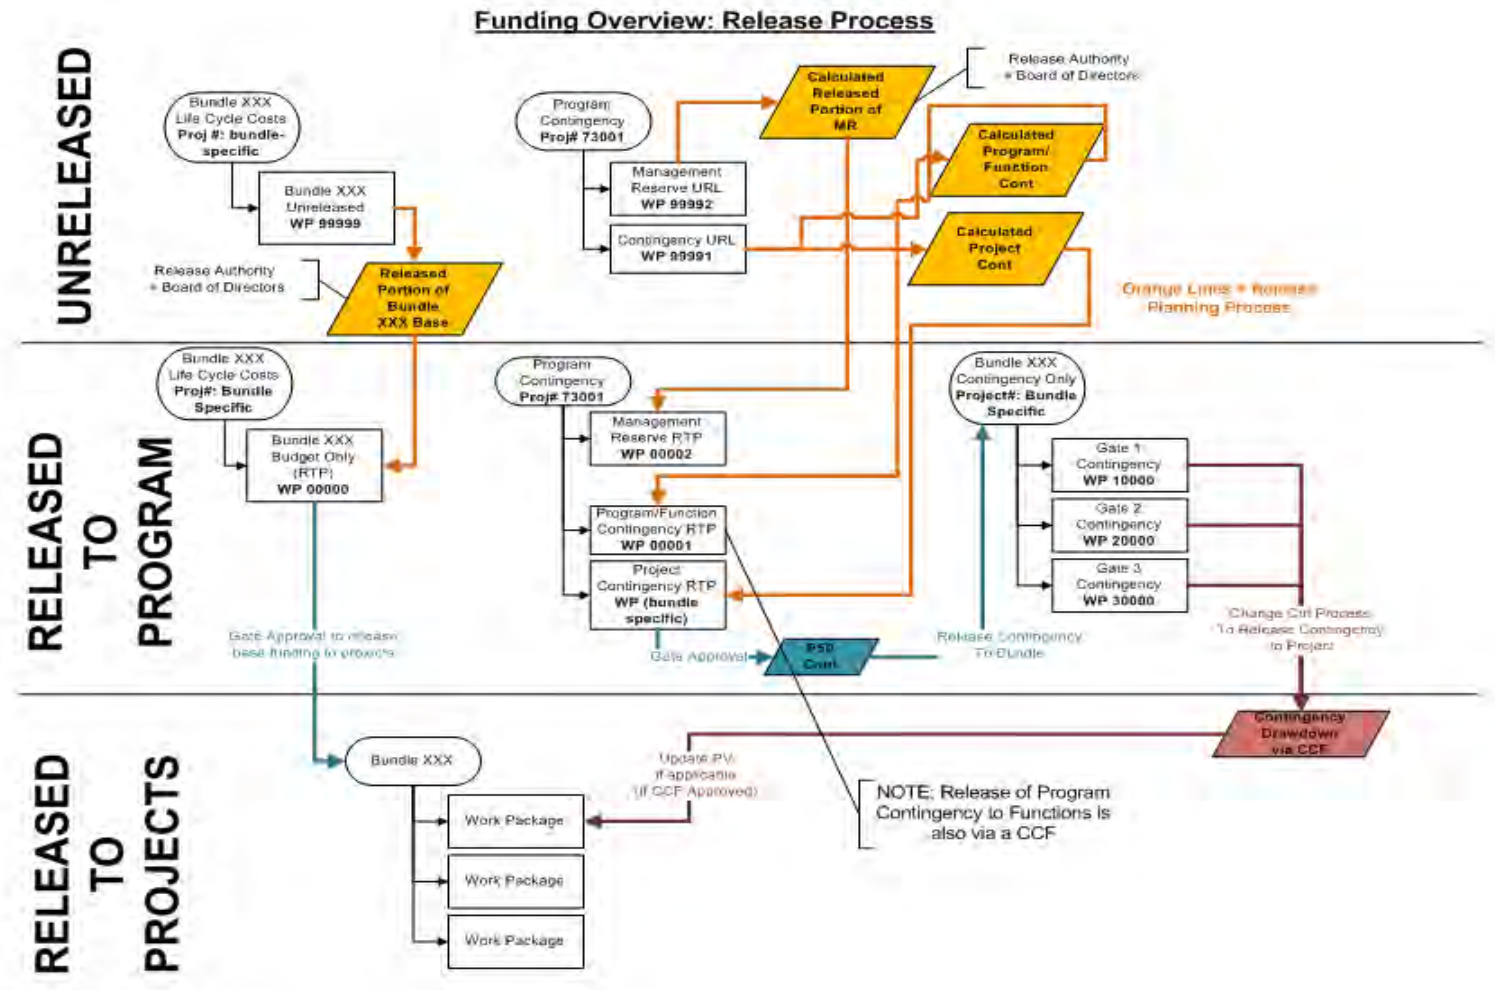 Funding Overview: Release Process
UNRELEASED
Bundle XXX
Life Cycle Costs
Proj #: bundle-
specific
Bundle XXX
Unreleased
WP 99999
Release Authority
+ Board of Directors
Released
Portion of
Bundle
XXX Base
Program
Contingency
Proj# 73001
Management
Reserve URL
WP 99992
Contingency URL
WP 99991
Calculated
Released
Portion of
MR
Release Authority
+ Board of Directors
Calculated
Program/
Function
Cont
Calculated
Project
Cont
Orange Lines = Release
Planning Process
RELEASED
TO
PROGRAM
Bundle XXX
Life Cycle Costs
Proj#: Bundle
Specific
Bundle XXX
Budget Only
(RTP)
WP 00000
Gate Approval to release
base funding to projects
Program
Contingency
Proj# 73001
Management
Reserve RTP
WP 00002
Program/Function
Contingency RTP
WP 00001
Project
Contingency RTP
WP (bundle
specific)
Gate Approval
P50
Cont
Release Contingency
To Bundle
Bundle XXX
Contingency Only
Project#: Bundle
Specific
Gate 1
Contingency
WP 10000
Gate 2
Contingency
WP 20000
Gate 3
Contingency
WP 30000
Change Ctrl Process
To Release Contingency
to Project
RELEASED
TO
PROJECTS
Bundle XXX
Work Package
Work Package
Work Package
Update PV
if applicable
(if CCF Approved)
Contingency
Drawdown
via CCF
NOTE: Release of Program
Contingency to Functions is
also via a CCF